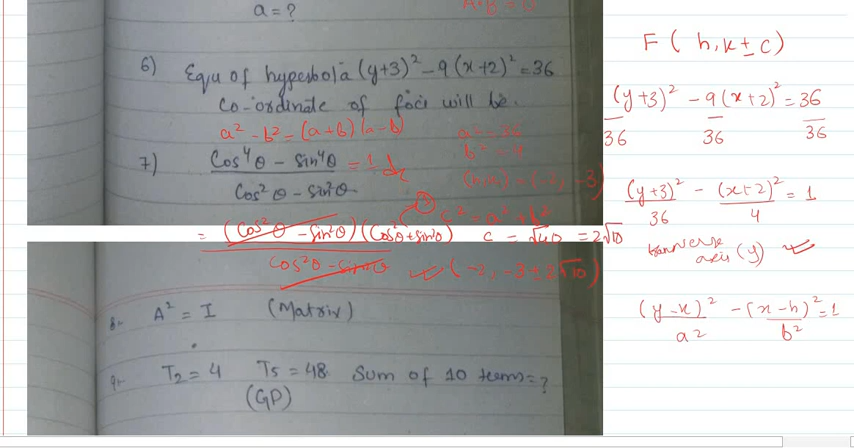 a = ?
A·B = 0
6) Equ of hyperbola (y+3)² - 9(x+2)² = 36
Co-ordinate of foci will be.
a² - b² = (a+b)(a-b)
a² = 36
b² = 4
7) Cos⁴θ - sin⁴θ / Cos²θ - sin²θ = 1
(h,k) = (-2, -3)
c² = a² + b²
= (Cos²θ - sin²θ)(Cos²θ + sin²θ) / Cos²θ - sin²θ
c = √40 = 2√10
(-2, -3 ± 2√10)
8- A² = I (Matrix)
9- T₂ = 4 T₅ = 48 Sum of 10 terms = ?
(GP)
F (h, k ± c)
(y+3)² / 36 - 9(x+2)² / 36 = 36 / 36
(y+3)² / 36 - (x+2)² / 4 = 1
tranverse
axis (y)
(y-k)² / a² - (x-h)² / b² = 1